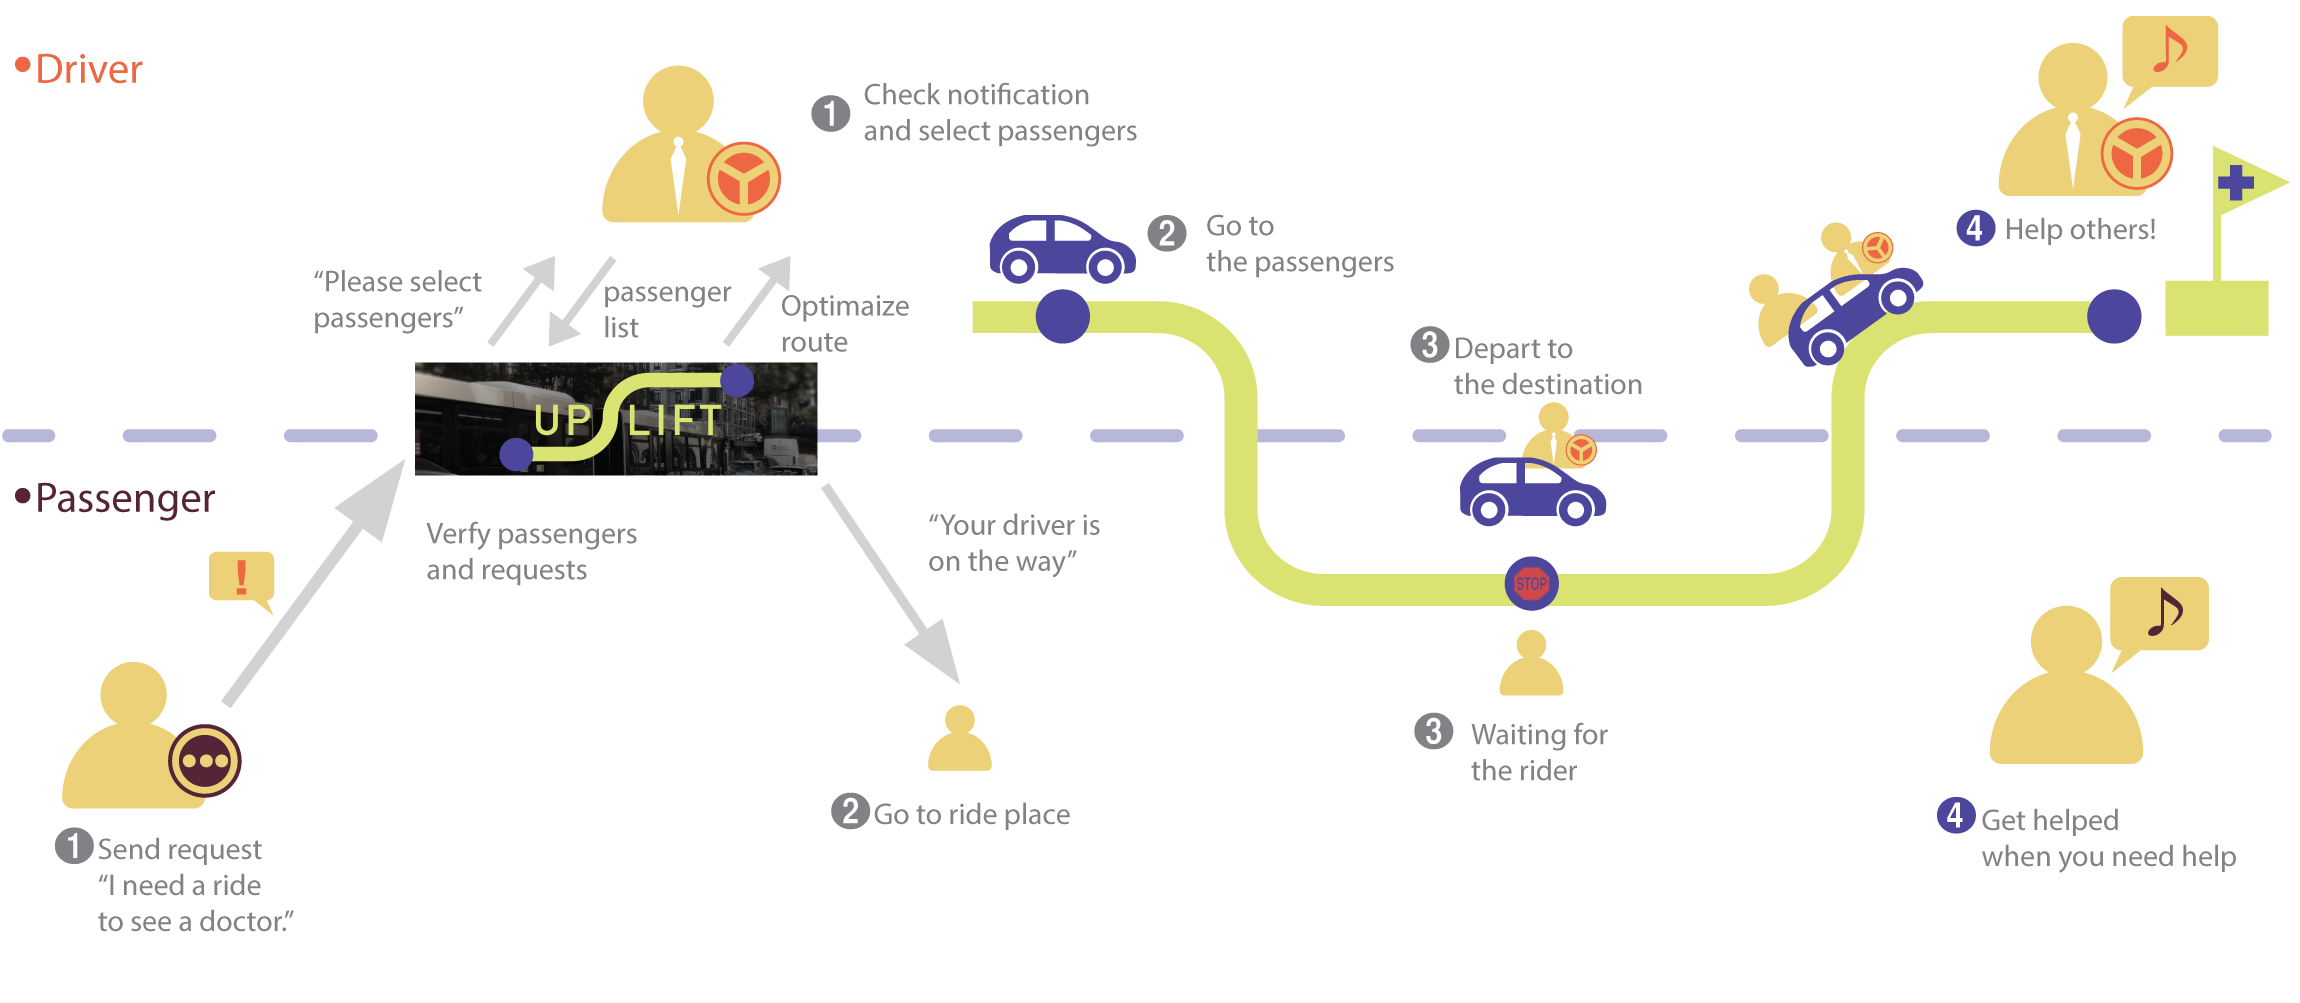 •Driver
1 Check notification
and select passengers
“Please select
passengers”
passenger
list
Optimaize
route
2 Go to
the passengers
3 Depart to
the destination
4 Help others!
UP LIFT
•Passenger
!
Verfy passengers
and requests
“Your driver is
on the way”
STOP
1 Send request
“I need a ride
to see a doctor.”
2 Go to ride place
3 Waiting for
the rider
4 Get helped
when you need help